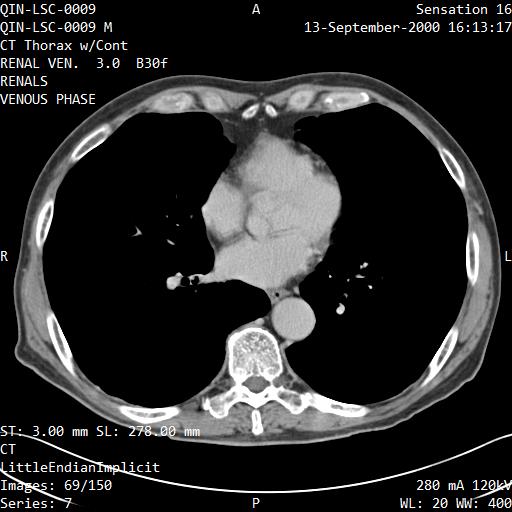 QIN-LSC-0009
A
Sensation 16
QIN-LSC-0009 M
13-September-2000 16:13:17
CT Thorax w/Cont
RENAL VEN.  3.0  B30f
RENALS
VENOUS PHASE
R
L
ST: 3.00 mm SL: 278.00 mm
CT
LittleEndianImplicit
Images: 69/150
280 mA 120kV
Series: 7
P
WL: 20 WW: 400